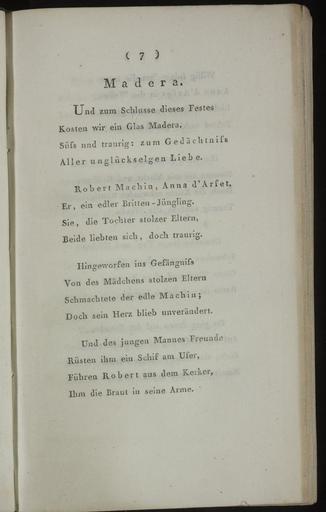 ( 7 )
Madera.
Und zum Schlusse dieses Festes
Kosten wir ein Glas Madera,
Süſs und traurig: zum Gedächtniſs
Aller unglückselgen Liebe.
Robert Machin, Anna d'Arfet,
Er, ein edler Britten-Jüngling,
Sie, die Tochter stolzer Eltern,
Beide liebten sich, doch traurig.
Hingeworfen ins Gefängniſs
Von des Mädchens stolzen Eltern
Schmachtete der edle Machin;
Doch sein Herz blieb unverändert.
Und des jungen Mannes Freunde
Rüsten ihm ein Schif am Ufer,
Führen Robert aus dem Kerker,
Ihm die Braut in seine Arme.